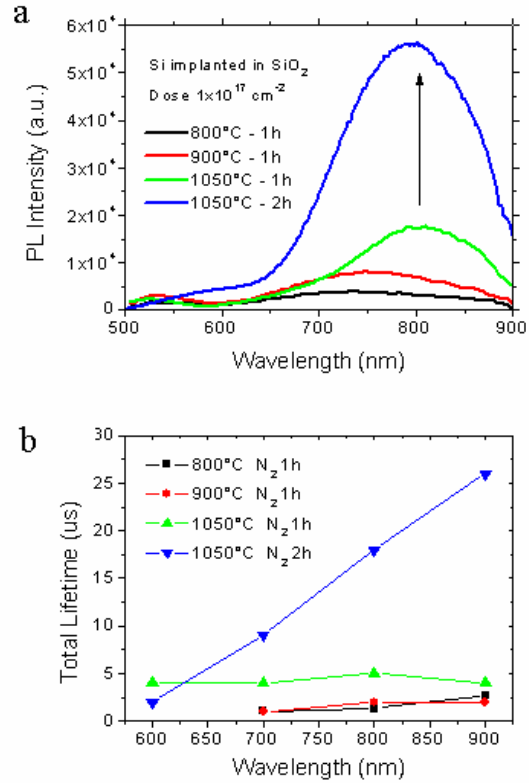 a
6x10⁴
5x10⁴
4x10⁴
3x10⁴
2x10⁴
1x10⁴
0
PL Intensity (a.u.)
Si implanted in SiO₂
Dose 1x10¹⁷ cm⁻²
800°C - 1h
900°C - 1h
1050°C - 1h
1050°C - 2h
500 600 700 800 900
Wavelength (nm)
b
30
25
20
15
10
5
0
Total Lifetime (us)
800°C N₂1h
900°C N₂1h
1050°C N₂1h
1050°C N₂2h
600 650 700 750 800 850 900
Wavelength (nm)